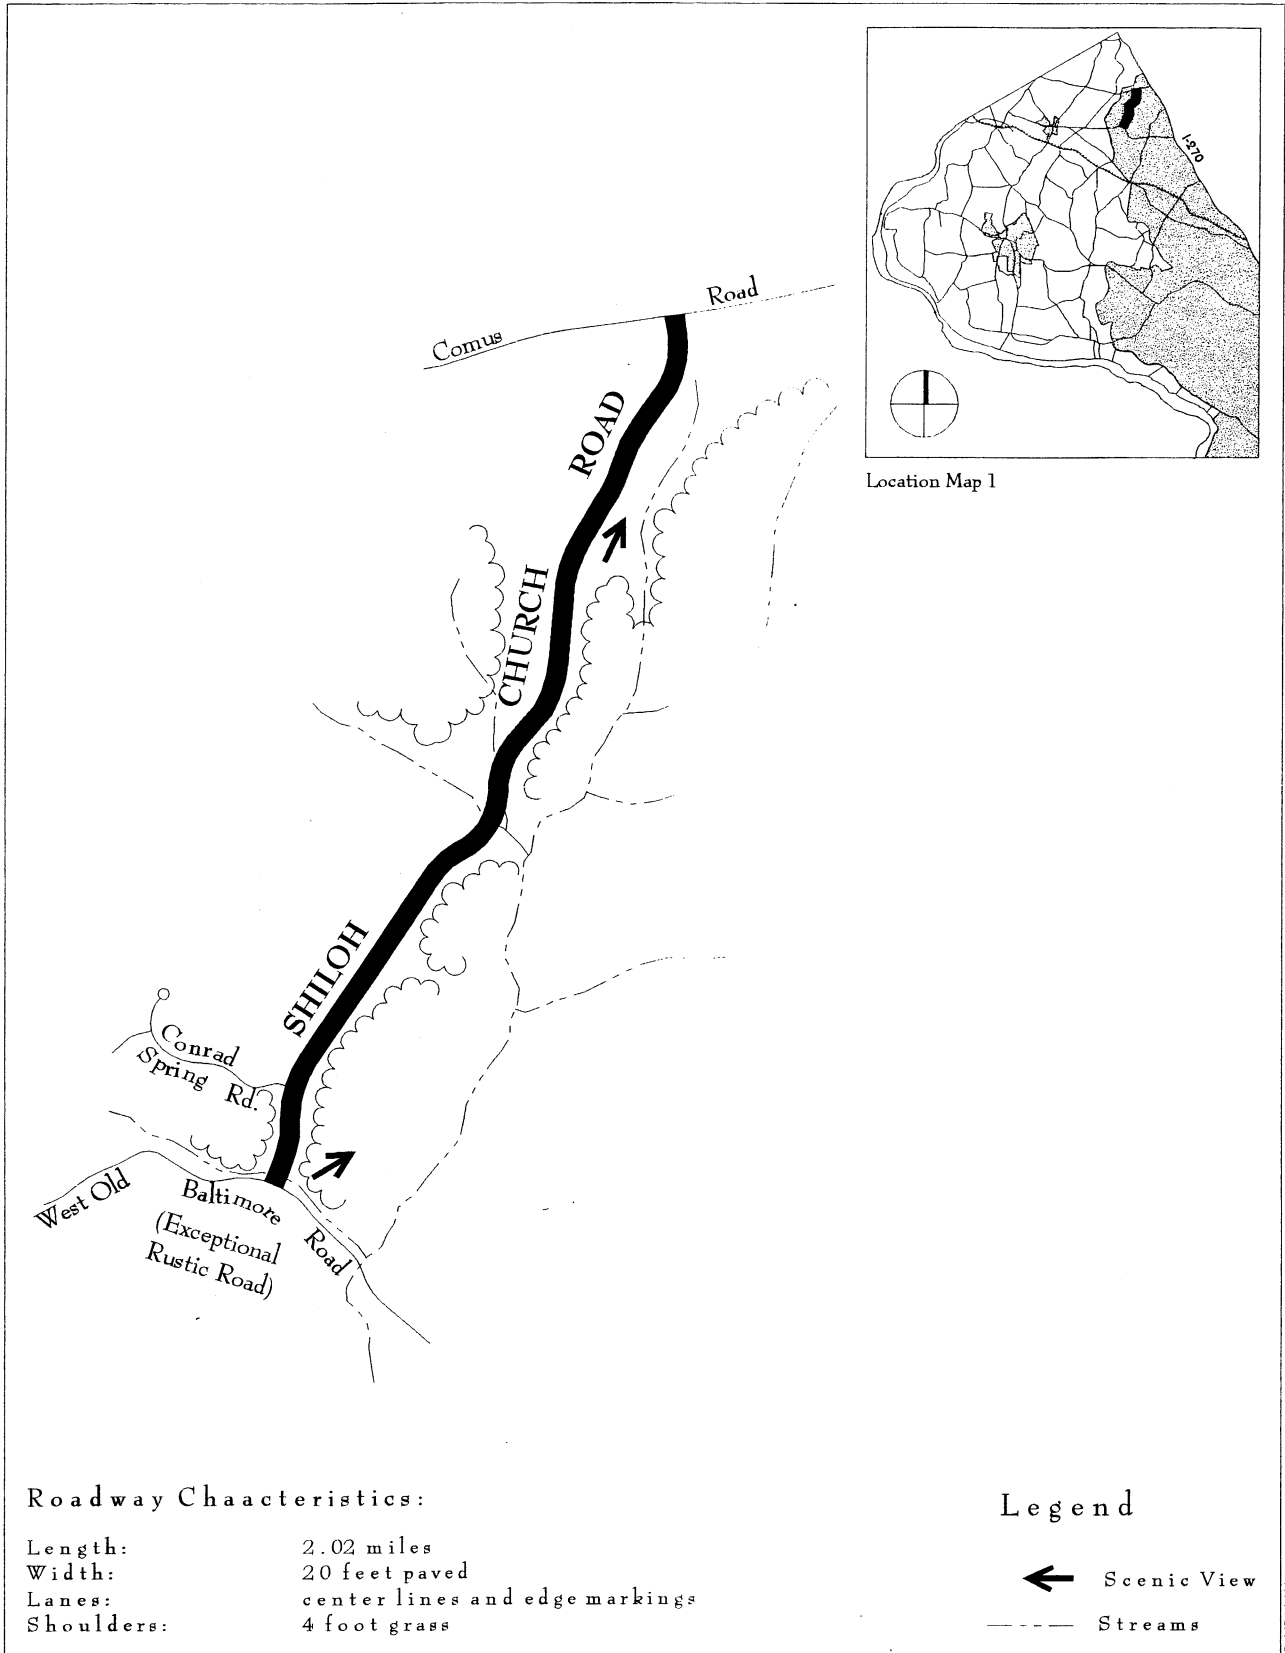 I-270
Location Map 1
Comus Road
SHILOH CHURCH ROAD
Conrad
Spring Rd.
West Old Baltimore Road
(Exceptional
Rustic Road)
Roadway Chaacteristics:
Length: 2.02 miles
Width: 20 feet paved
Lanes: center lines and edge markings
Shoulders: 4 foot grass
Legend
Scenic View
Streams